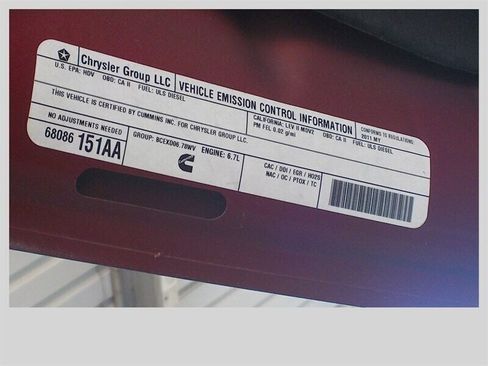 Chrysler Group LLC VEHICLE EMISSION CONTROL INFORMATION CONFORMS TO REGULATIONS
U.S. EPA: HDV OBD: CA II FUEL: ULS DIESEL CALIFORNIA: LEV II MDV2 OBD: CA II FUEL: ULS DIESEL 2011 MY
PM FEL 0.02 g/mi
THIS VEHICLE IS CERTIFIED BY CUMMINS INC. FOR CHRYSLER GROUP LLC.
NO ADJUSTMENTS NEEDED
68086 151AA GROUP: BCEXD06.78WV ENGINE: 6.7L
CAC / DDI / EGR / HO2S
NAC / OC / PTOX / TC